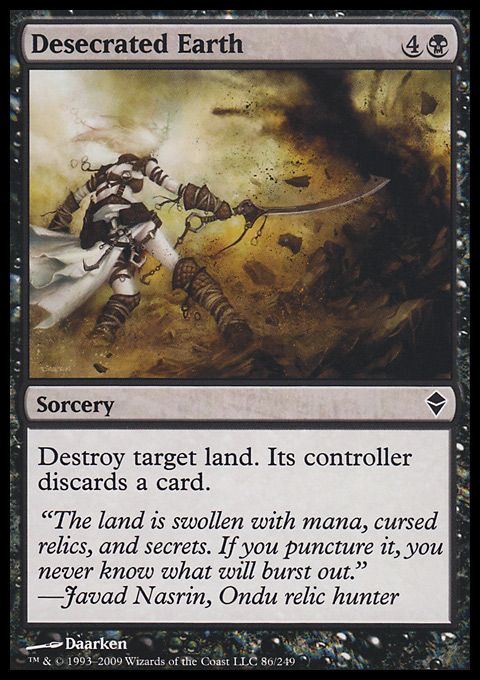 Desecrated Earth 4
Sorcery
Destroy target land. Its controller
discards a card.
“The land is swollen with mana, cursed
relics, and secrets. If you puncture it, you
never know what will burst out.”
—Javad Nasrin, Ondu relic hunter
Daarken
™ & © 1993–2009 Wizards of the Coast LLC 86/249